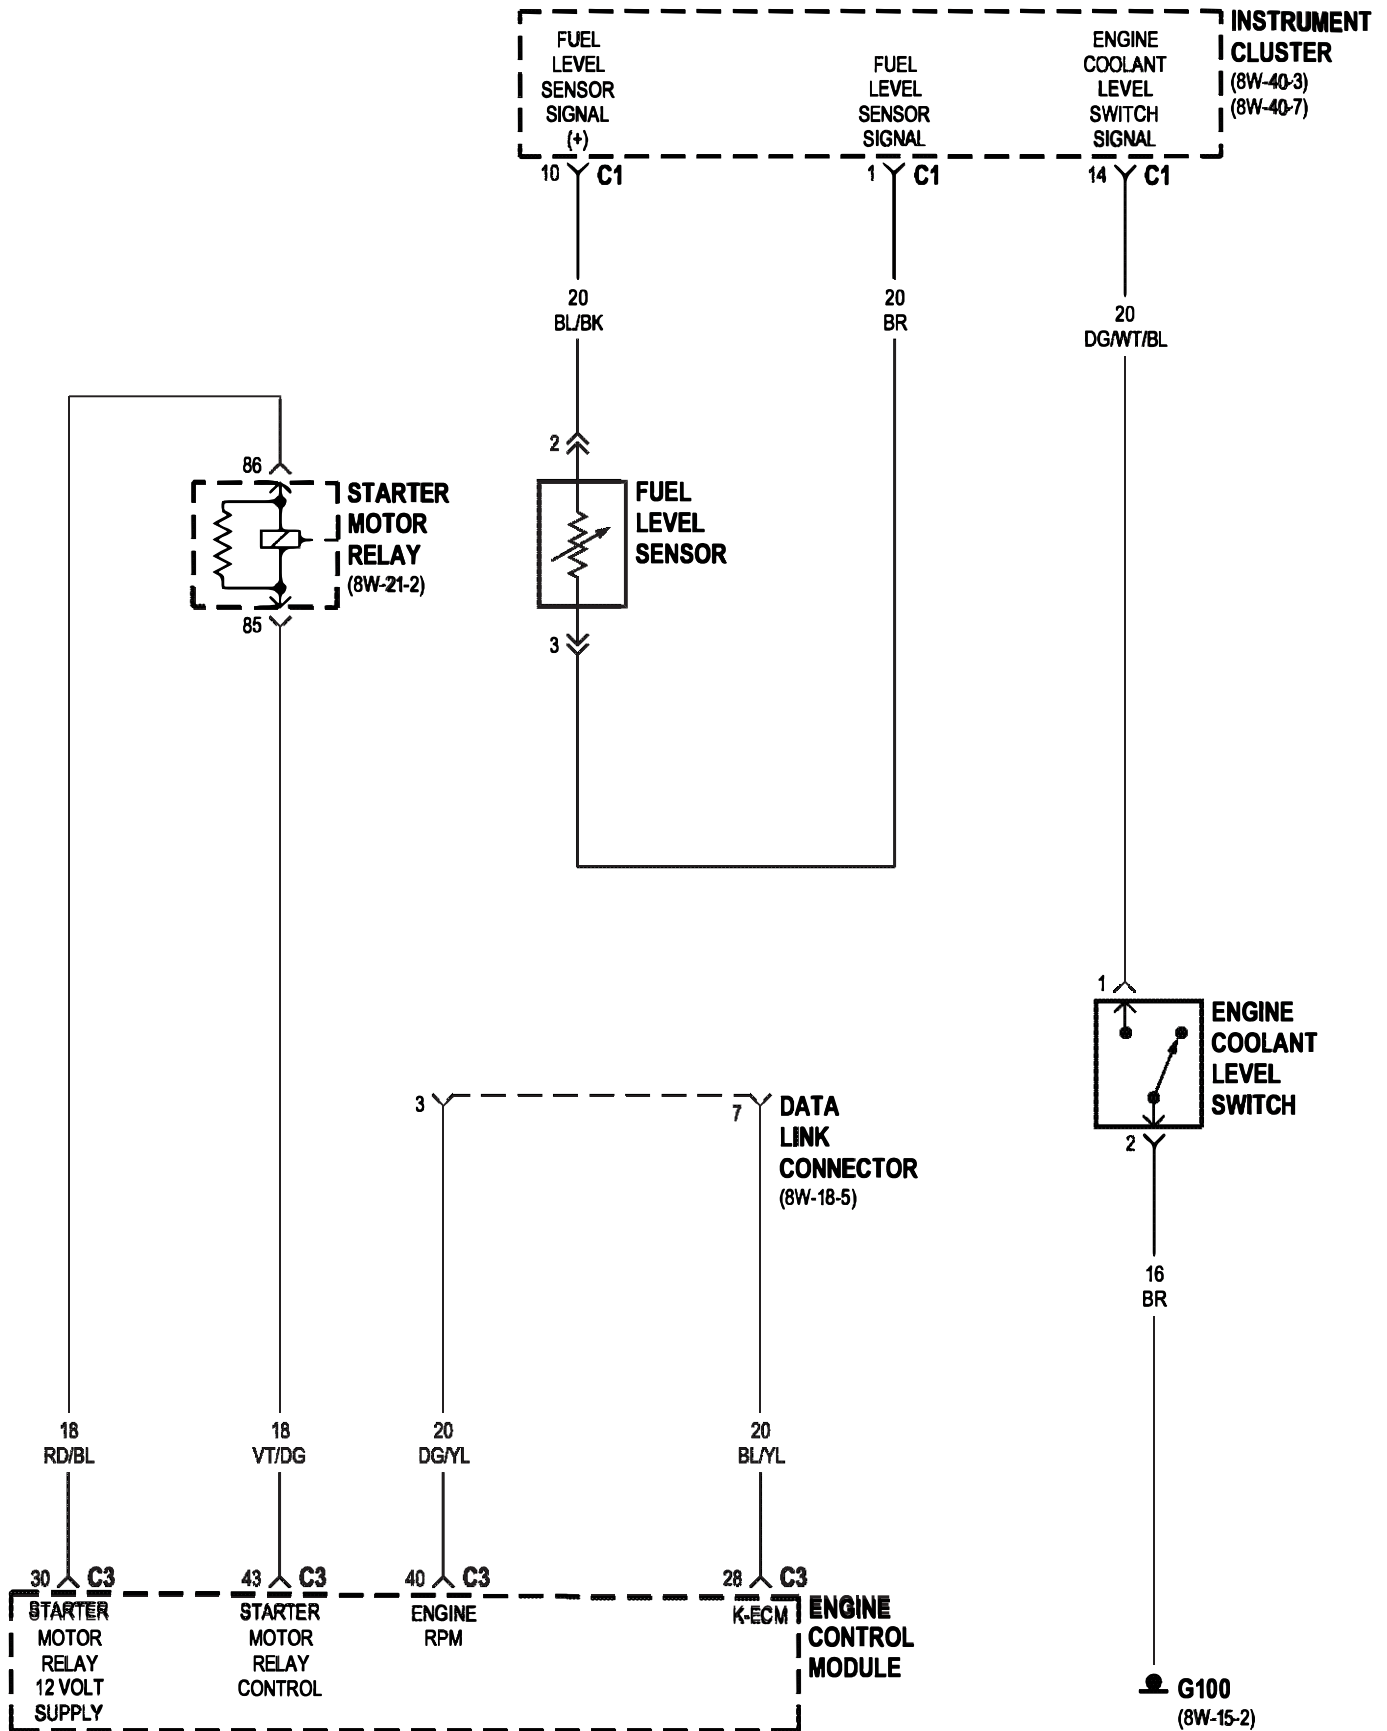 INSTRUMENT
CLUSTER
(8W-40-3)
(8W-40-7)
FUEL
LEVEL
SENSOR
SIGNAL
(+)
FUEL
LEVEL
SENSOR
SIGNAL
ENGINE
COOLANT
LEVEL
SWITCH
SIGNAL
10 C1
1 C1
14 C1
20
BL/BK
20
BR
20
DG/WT/BL
86
STARTER
MOTOR
RELAY
(8W-21-2)
85
2
FUEL
LEVEL
SENSOR
3
1
ENGINE
COOLANT
LEVEL
SWITCH
2
3
7
DATA
LINK
CONNECTOR
(8W-18-5)
16
BR
18
RD/BL
18
VT/DG
20
DG/YL
20
BL/YL
30 C3
43 C3
40 C3
28 C3
STARTER
MOTOR
RELAY
12 VOLT
SUPPLY
STARTER
MOTOR
RELAY
CONTROL
ENGINE
RPM
K-ECM
ENGINE
CONTROL
MODULE
G100
(8W-15-2)